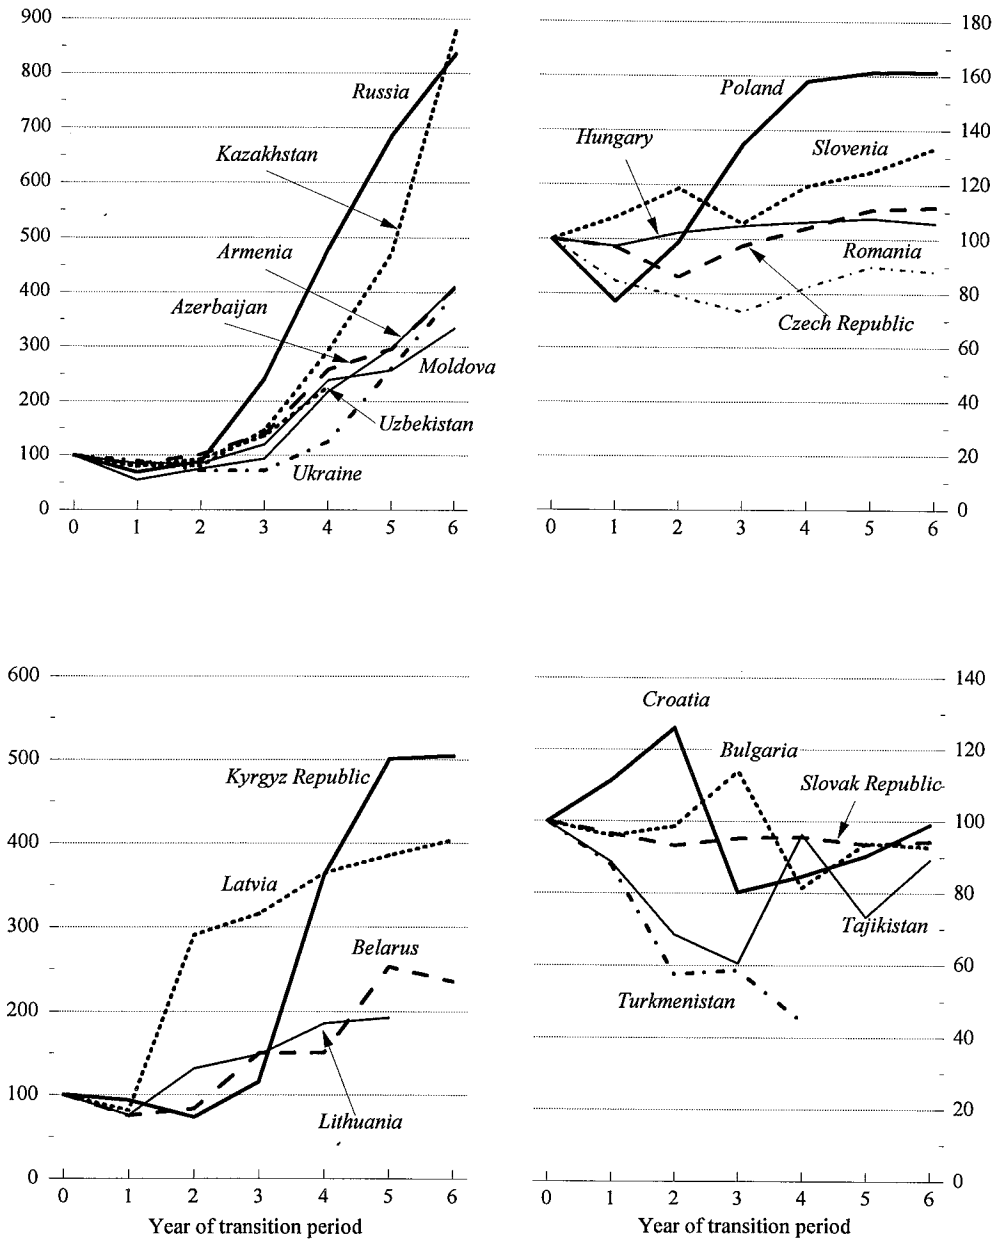 900
800
700
600
500
400
300
200
100
0
Russia
Kazakhstan
Armenia
Azerbaijan
Moldova
Uzbekistan
Ukraine
0 1 2 3 4 5 6
180
160
140
120
100
80
60
40
20
0
Poland
Hungary
Slovenia
Romania
Czech Republic
0 1 2 3 4 5 6
600
500
400
300
200
100
0
Kyrgyz Republic
Latvia
Belarus
Lithuania
0 1 2 3 4 5 6
Year of transition period
140
120
100
80
60
40
20
0
Croatia
Bulgaria
Slovak Republic
Tajikistan
Turkmenistan
0 1 2 3 4 5 6
Year of transition period